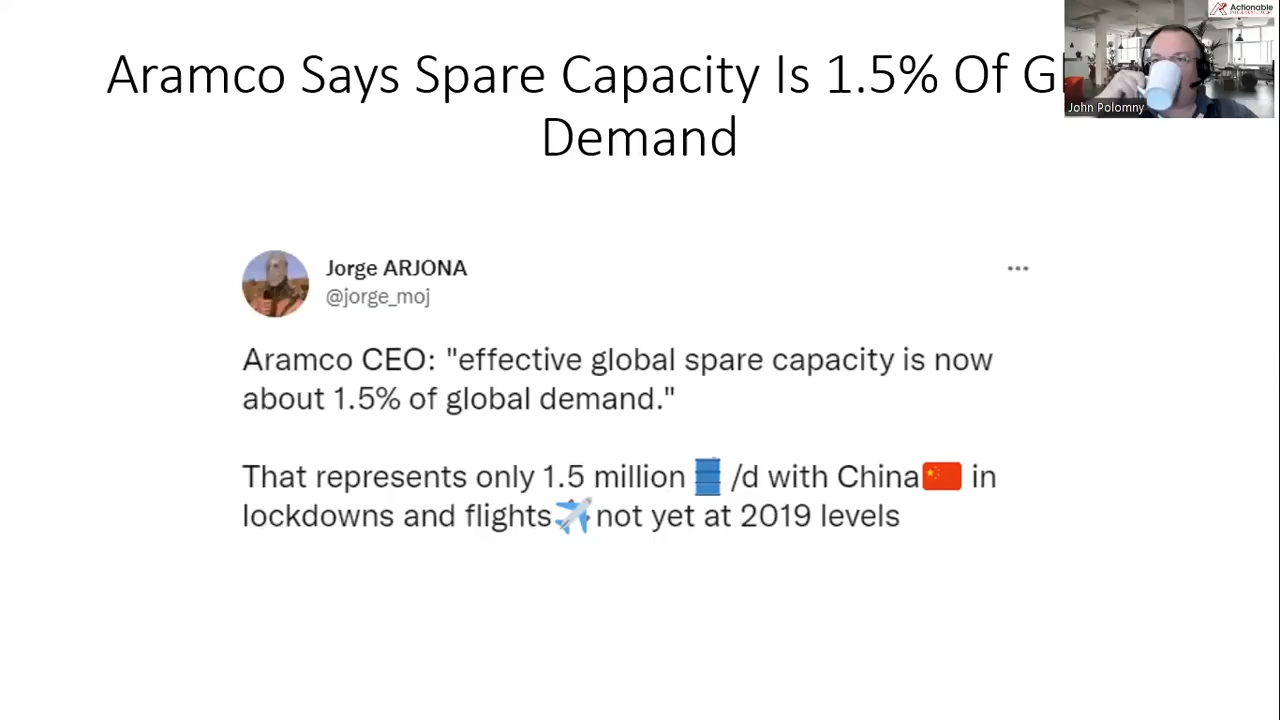 Aramco Says Spare Capacity Is 1.5% Of
Demand
Actionable
John Polomny
Jorge ARJONA
@jorge_moj
Aramco CEO: "effective global spare capacity is now
about 1.5% of global demand."
That represents only 1.5 million 🛢️ /d with China🇨🇳 in
lockdowns and flights✈️not yet at 2019 levels